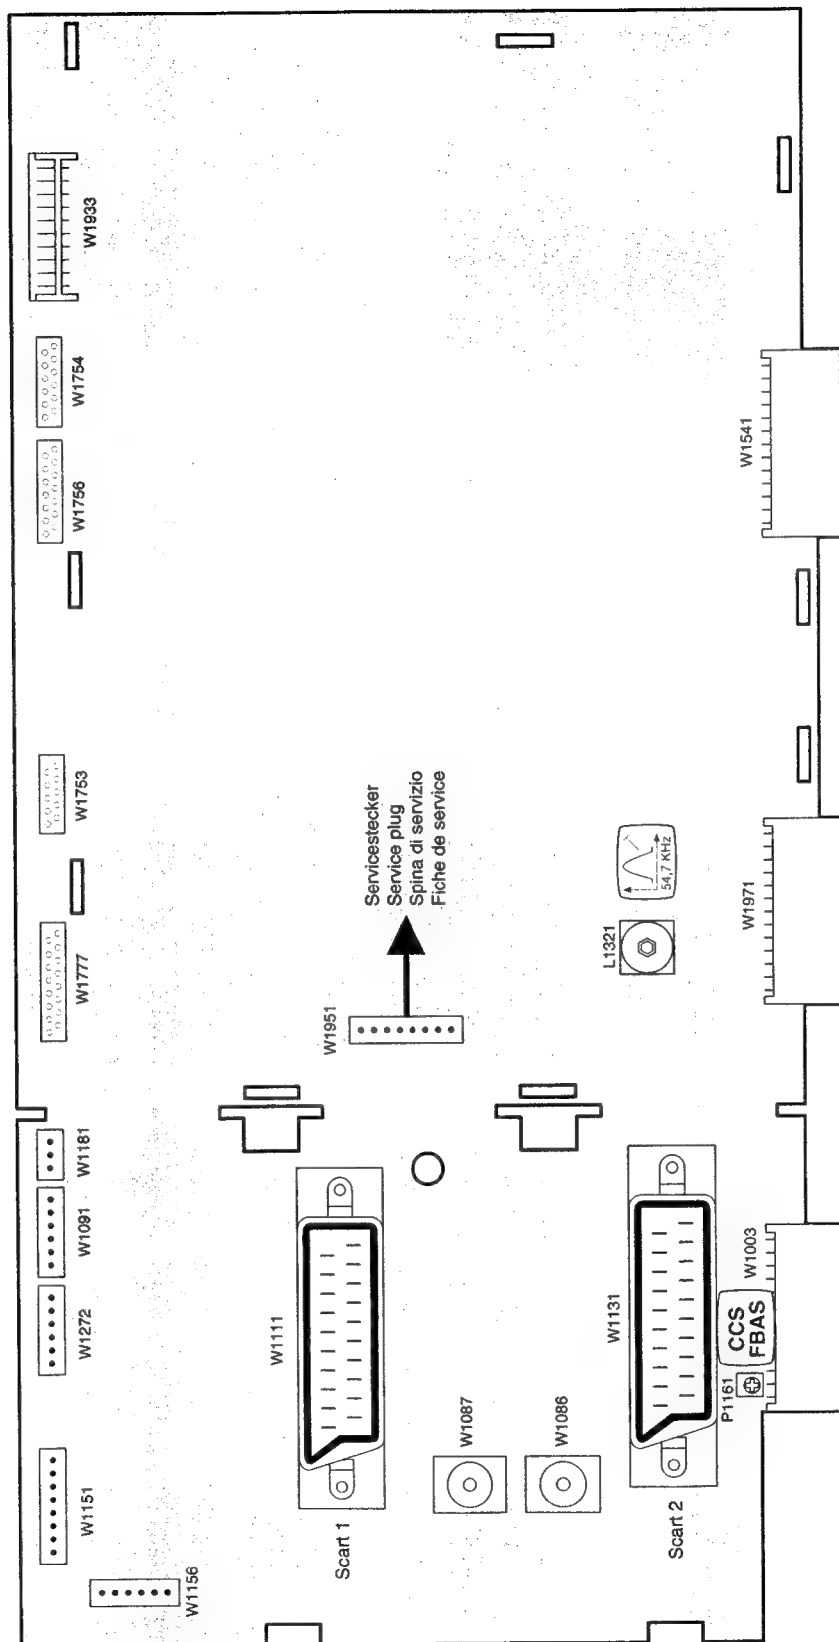 W1933
W1754
W1756
W1753
W1777
W1181
W1091
W1272
W1151
W1156
Servicestecker
Service plug
Spina di servizio
Fiche de service
W1951
W1111
Scart 1
W1087
W1086
W1541
54,7 KHz
L1321
W1971
W1131
Scart 2
W1003
CCS
FBAS
P1161